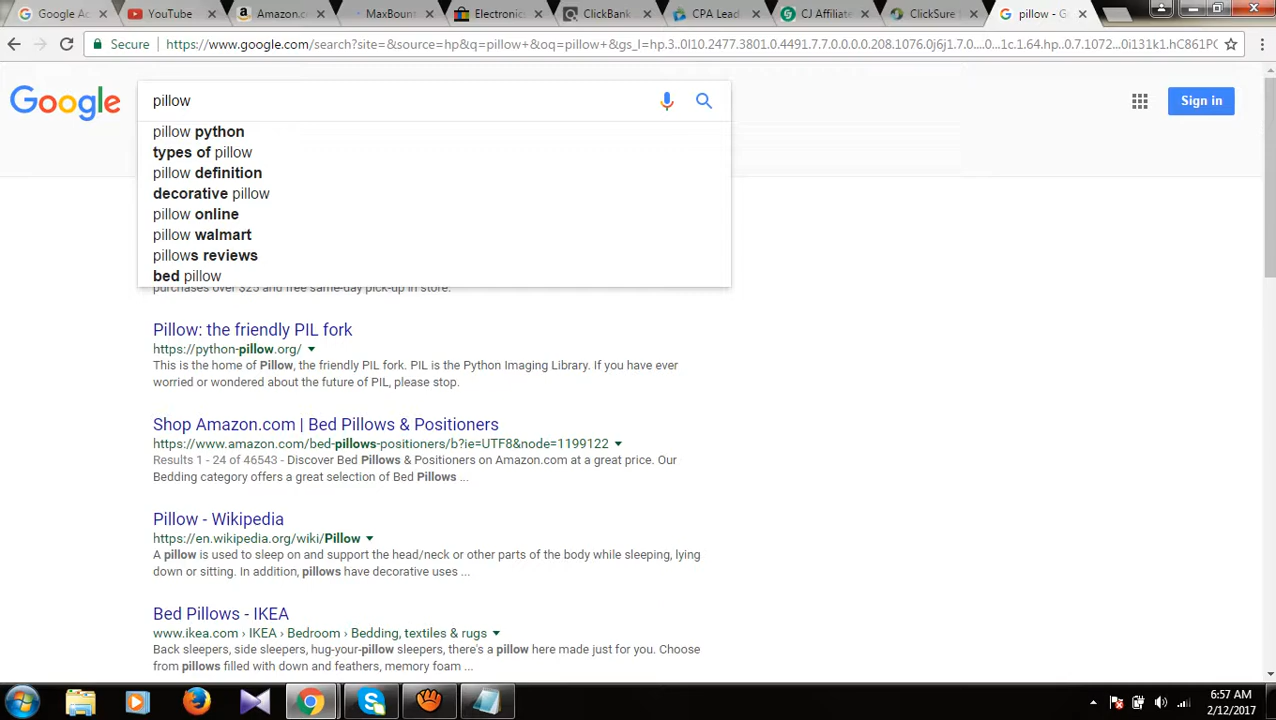 Google Ac
YouTube
Amazon.c
MaxBount
Electronic
ClickBank
CPA Lead
CJ Affiliate
ClickSure |
pillow - G
Secure
https://www.google.com/search?site=&source=hp&q=pillow+&oq=pillow+&gs_l=hp.3..0l10.2477.3801.0.4491.7.7.0.0.0.0.208.1076.0j6j1.7.0....0...1c.1.64.hp..0.7.1072...0i131k1.HC861PC
Google
pillow
Sign in
pillow python
types of pillow
pillow definition
decorative pillow
pillow online
pillow walmart
pillows reviews
bed pillow
purchases over $25 and free same-day pick-up in store.
Pillow: the friendly PIL fork
https://python-pillow.org/
This is the home of Pillow, the friendly PIL fork. PIL is the Python Imaging Library. If you have ever
worried or wondered about the future of PIL, please stop.
Shop Amazon.com | Bed Pillows & Positioners
https://www.amazon.com/bed-pillows-positioners/b?ie=UTF8&node=1199122
Results 1 - 24 of 46543 - Discover Bed Pillows & Positioners on Amazon.com at a great price. Our
Bedding category offers a great selection of Bed Pillows ...
Pillow - Wikipedia
https://en.wikipedia.org/wiki/Pillow
A pillow is used to sleep on and support the head/neck or other parts of the body while sleeping, lying
down or sitting. In addition, pillows have decorative uses ...
Bed Pillows - IKEA
www.ikea.com › IKEA › Bedroom › Bedding, textiles & rugs
Back sleepers, side sleepers, hug-your-pillow sleepers, there's a pillow here made just for you. Choose
from pillows filled with down and feathers, memory foam ...
6:57 AM
2/12/2017